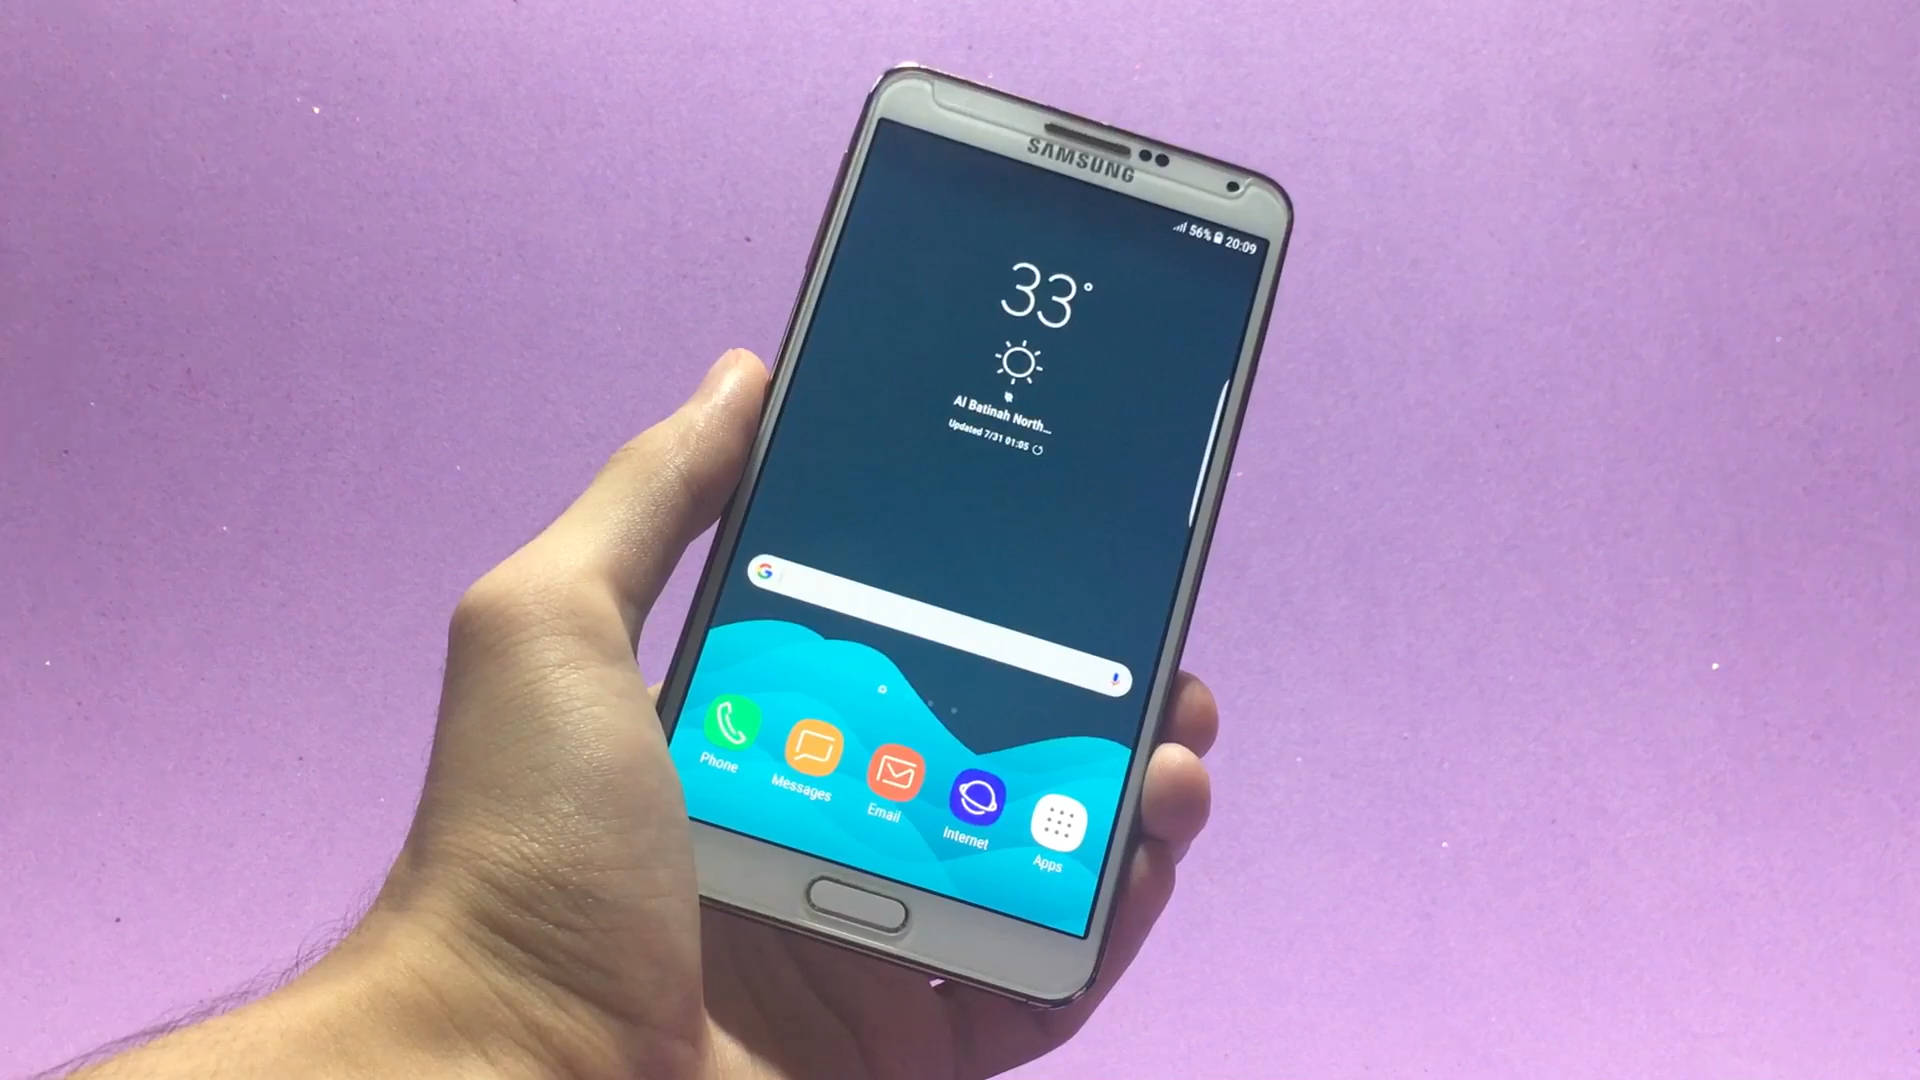 SAMSUNG
56% 20:09
33°
Al Batinah North...
Updated 7/31 01:05
G
Phone
Messages
Email
Internet
Apps